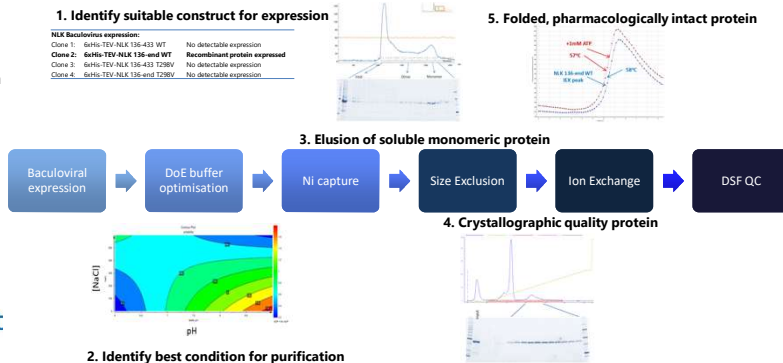 1. Identify suitable construct for expression
NLK Baculovirus expression:
Clone 1: 6xHis-TEV-NLK 136-433 WT No detectable expression
Clone 2: 6xHis-TEV-NLK 136-end WT Recombinant protein expressed
Clone 3: 6xHis-TEV-NLK 136-433 T298V No detectable expression
Clone 4: 6xHis-TEV-NLK 136-end T298V No detectable expression
5. Folded, pharmacologically intact protein
+1mM ATP
57°C
58°C
NLK 136-end WT
IEX peak
3. Elusion of soluble monomeric protein
Baculoviral
expression
DoE buffer
optimisation
Ni capture
Size Exclusion
Ion Exchange
DSF QC
4. Crystallographic quality protein
[NaCl]
pH
2. Identify best condition for purification